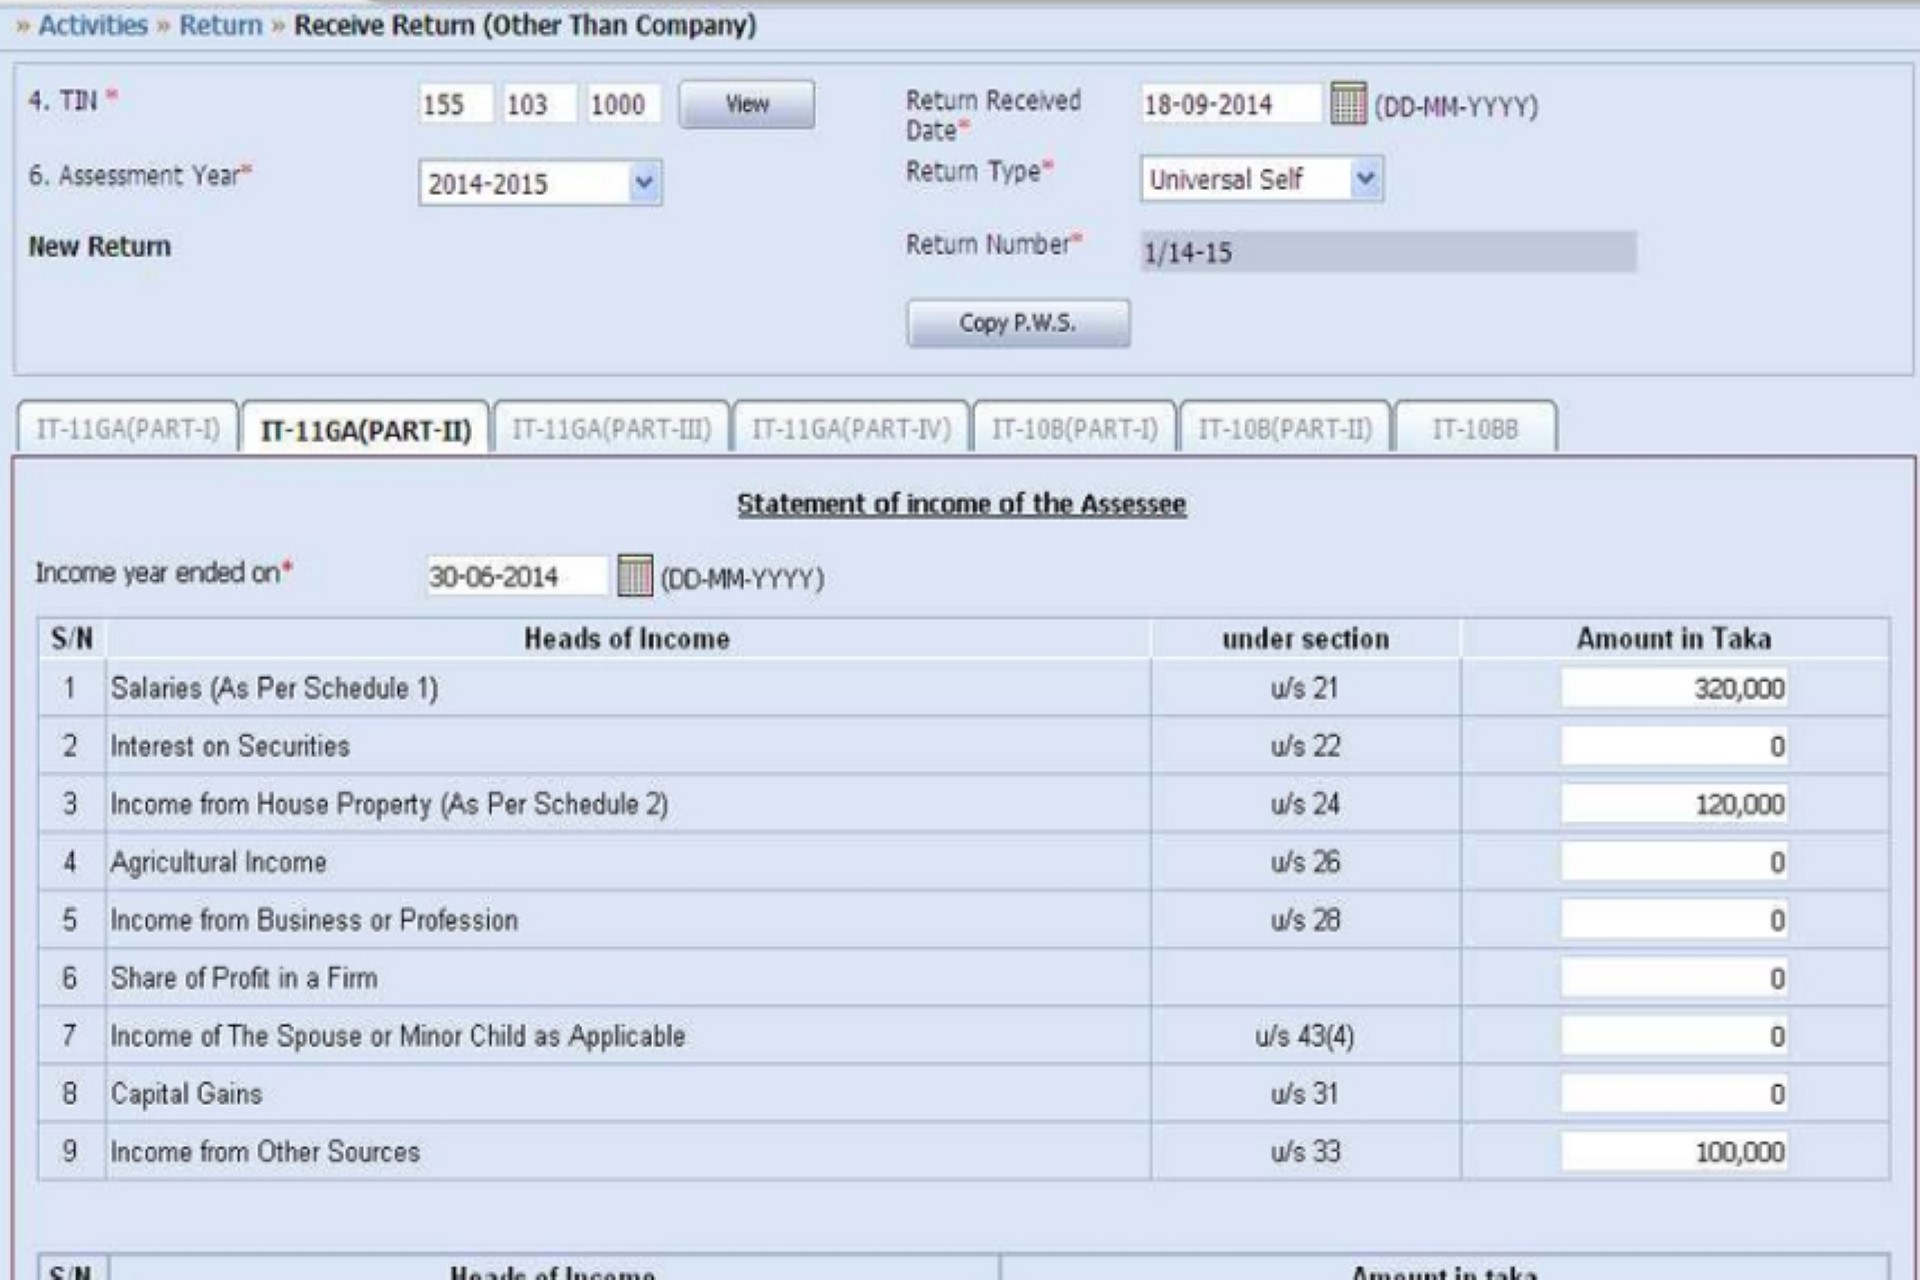 » Activities » Return » Receive Return (Other Than Company)
4. TIN * 155 103 1000 View Return Received Date* 18-09-2014 (DD-MM-YYYY)
6. Assessment Year* 2014-2015 Return Type* Universal Self
New Return Return Number* 1/14-15
Copy P.W.S.
IT-11GA(PART-I) IT-11GA(PART-II) IT-11GA(PART-III) IT-11GA(PART-IV) IT-10B(PART-I) IT-10B(PART-II) IT-10BB
Statement of income of the Assessee
Income year ended on* 30-06-2014 (DD-MM-YYYY)
S/N Heads of Income under section Amount in Taka
1 Salaries (As Per Schedule 1) u/s 21 320,000
2 Interest on Securities u/s 22 0
3 Income from House Property (As Per Schedule 2) u/s 24 120,000
4 Agricultural Income u/s 26 0
5 Income from Business or Profession u/s 28 0
6 Share of Profit in a Firm 0
7 Income of The Spouse or Minor Child as Applicable u/s 43(4) 0
8 Capital Gains u/s 31 0
9 Income from Other Sources u/s 33 100,000
S/N Heads of Income Amount in taka